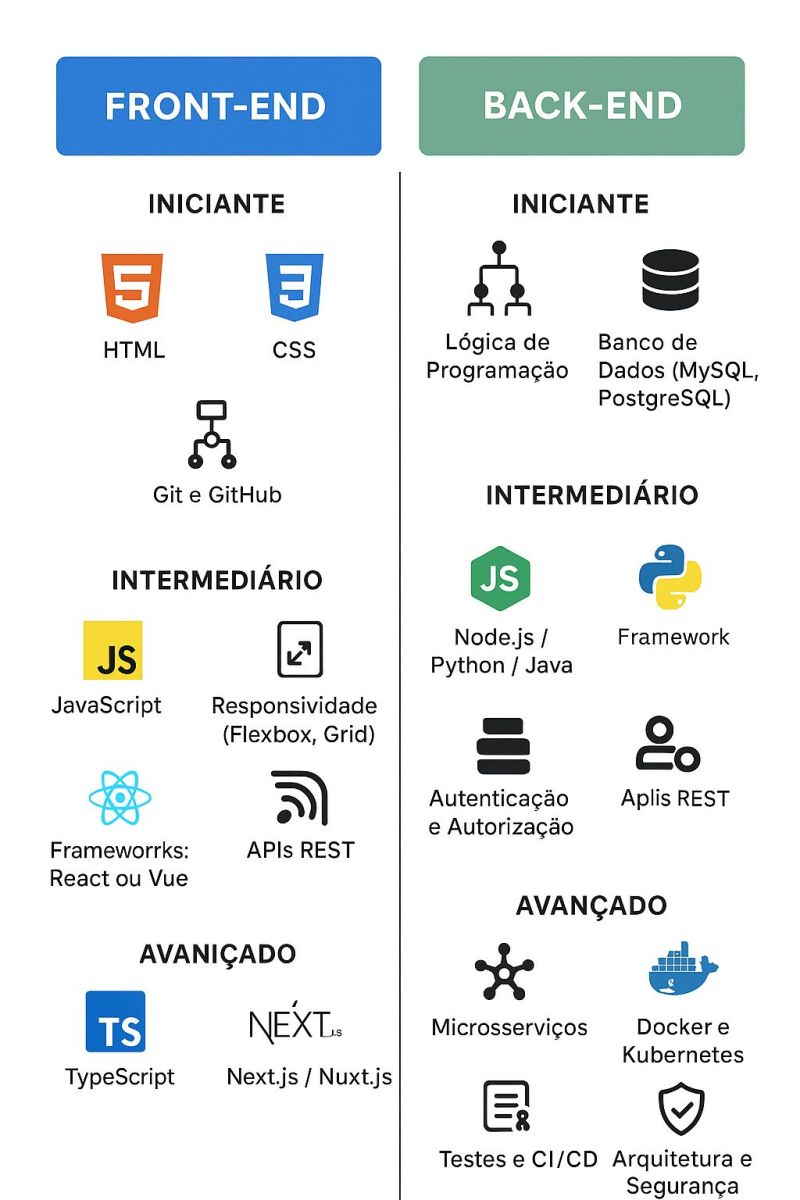 FRONT-END
INICIANTE
5
HTML
3
CSS
Git e GitHub
INTERMEDIÁRIO
JS
JavaScript
Responsividade
(Flexbox, Grid)
Frameworrks:
React ou Vue
APIs REST
AVANIÇADO
TS
TypeScript
NEXT.JS
Next.js / Nuxt.js
BACK-END
INICIANTE
Lógica de
Programação
Banco de
Dados (MySQL,
PostgreSQL)
INTERMEDIÁRIO
JS
Node.js /
Python / Java
Framework
Autenticação
e Autorização
Aplis REST
AVANÇADO
Microsserviços
Docker e
Kubernetes
Testes e CI/CD
Arquitetura e
Segurança